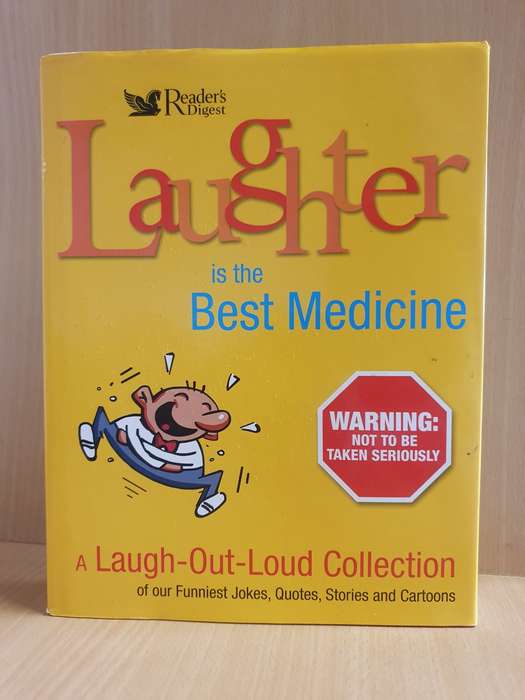 Reader's
Digest
Laughter
is the
Best Medicine
WARNING:
NOT TO BE
TAKEN SERIOUSLY
A Laugh-Out-Loud Collection
of our Funniest Jokes, Quotes, Stories and Cartoons